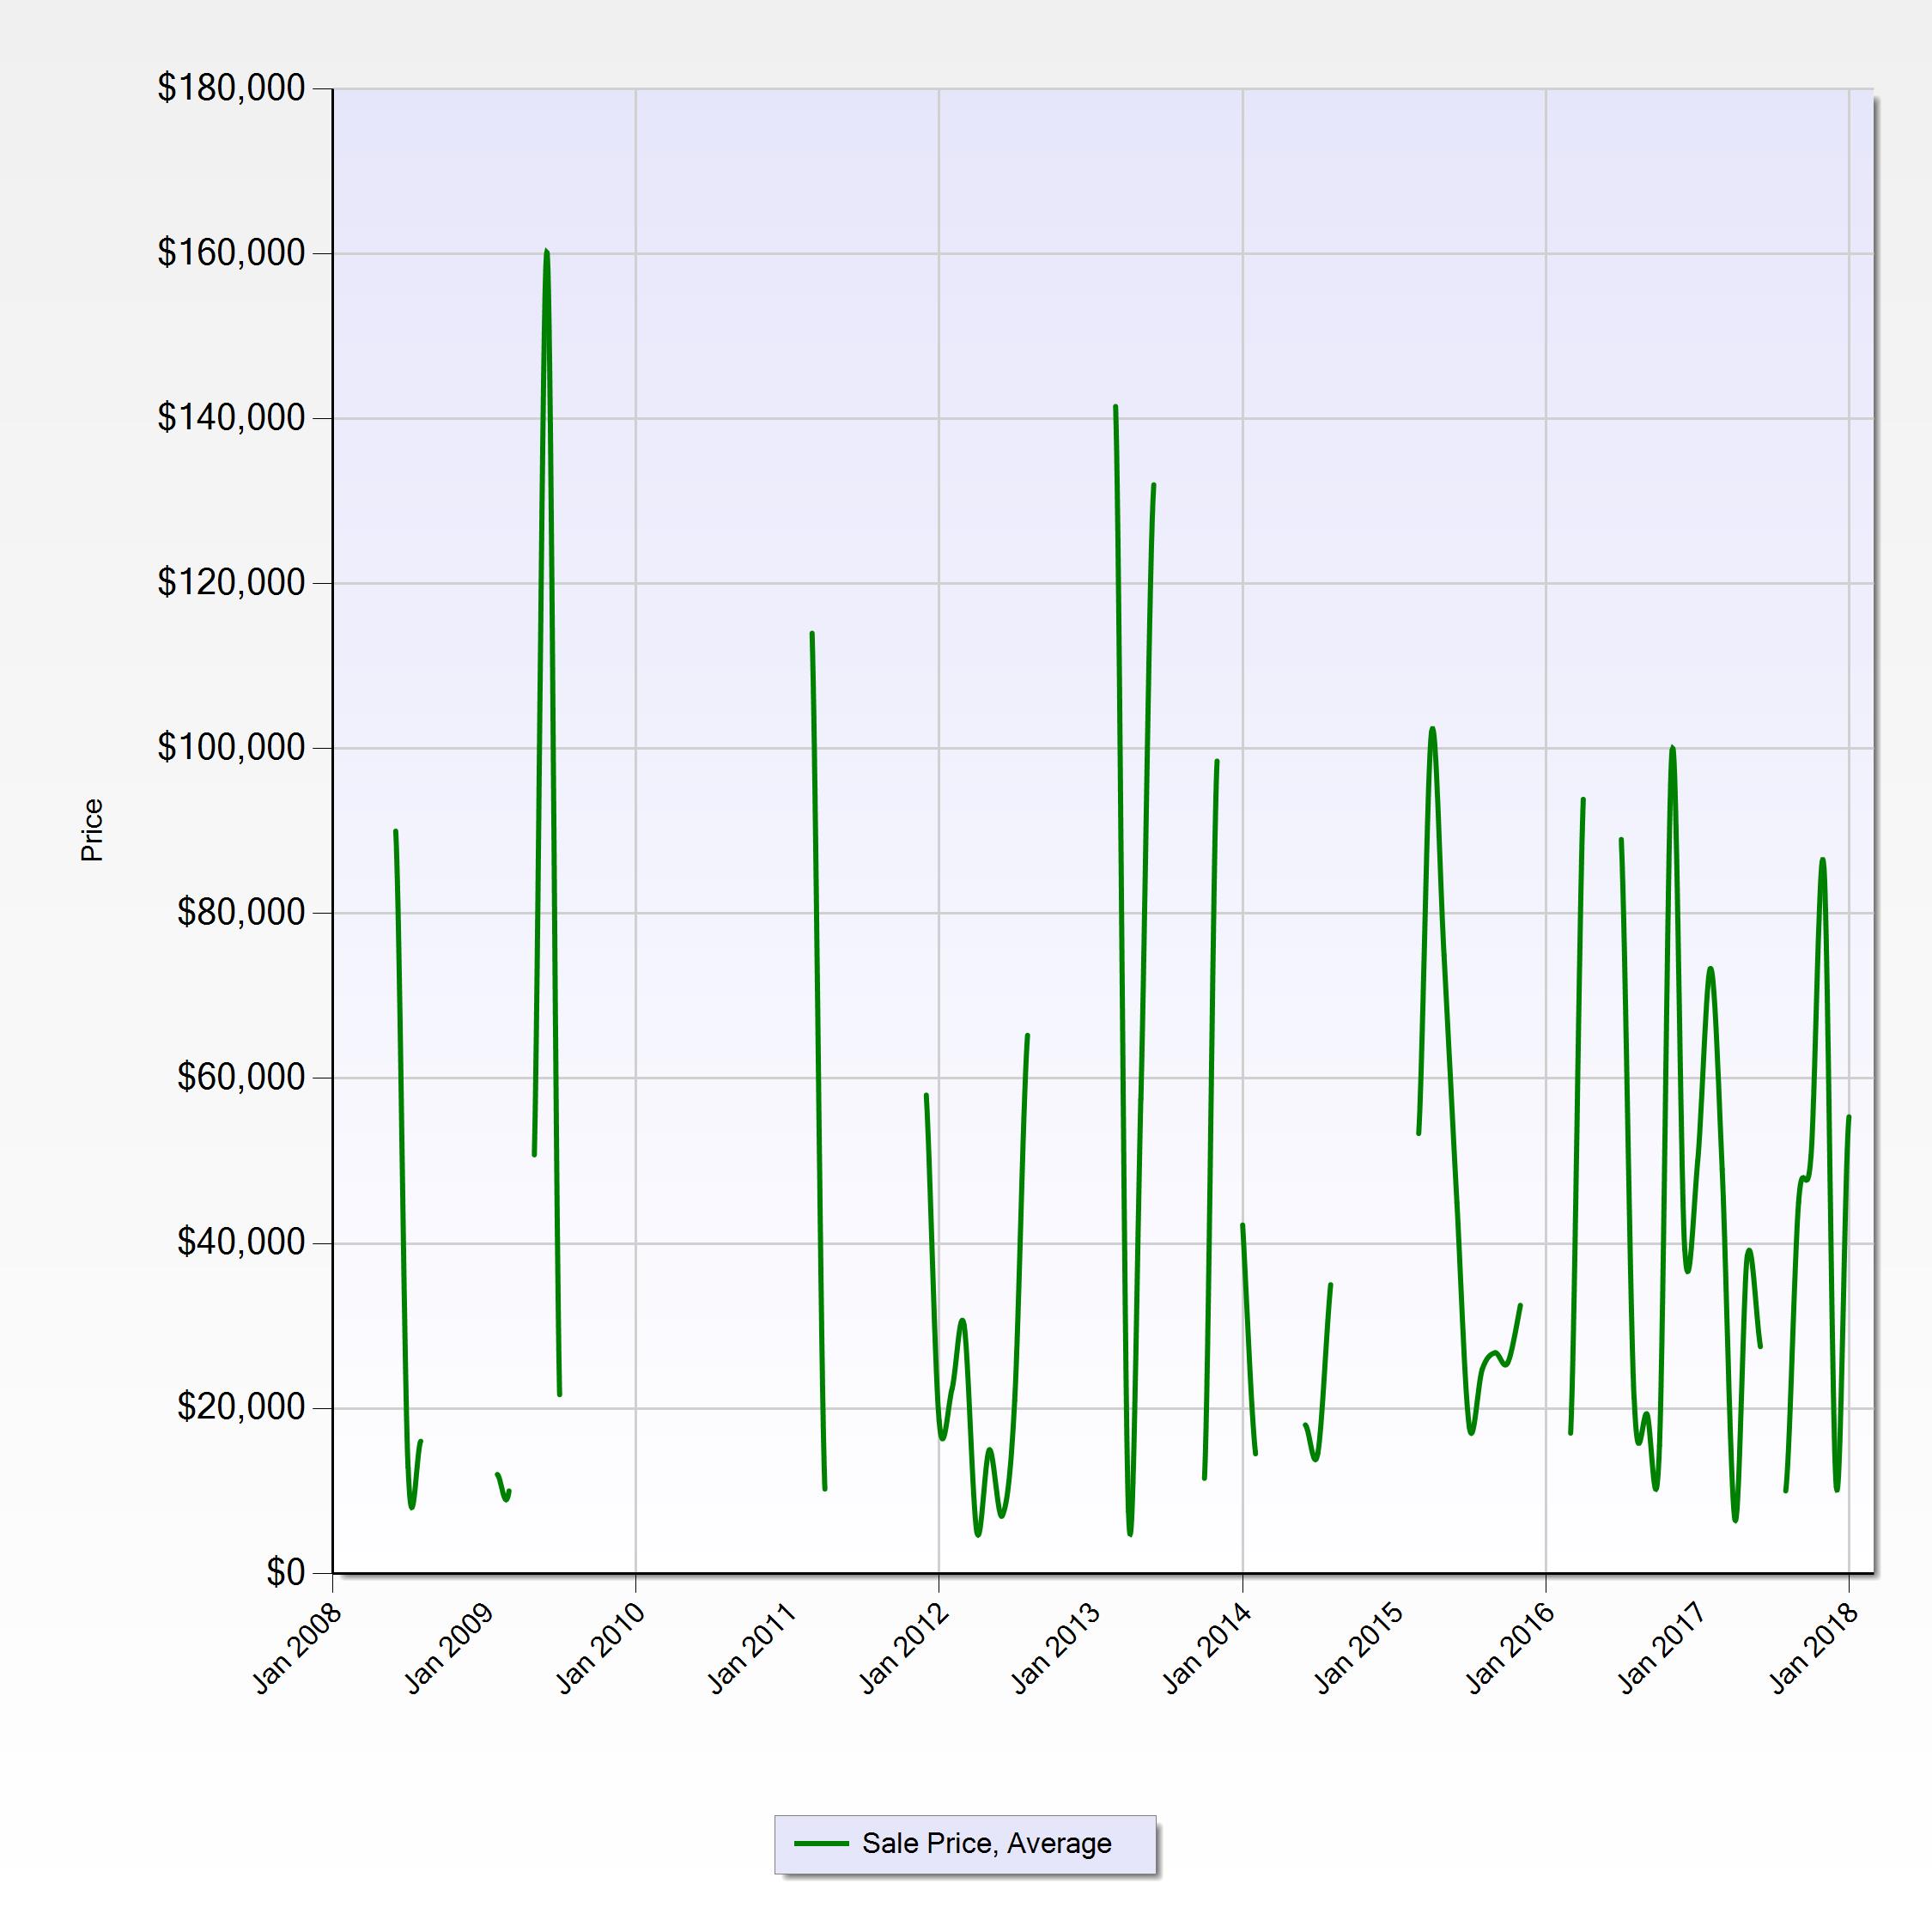 $180,000
$160,000
$140,000
$120,000
$100,000
$80,000
$60,000
$40,000
$20,000
$0
Price
Jan 2008
Jan 2009
Jan 2010
Jan 2011
Jan 2012
Jan 2013
Jan 2014
Jan 2015
Jan 2016
Jan 2017
Jan 2018
Sale Price, Average